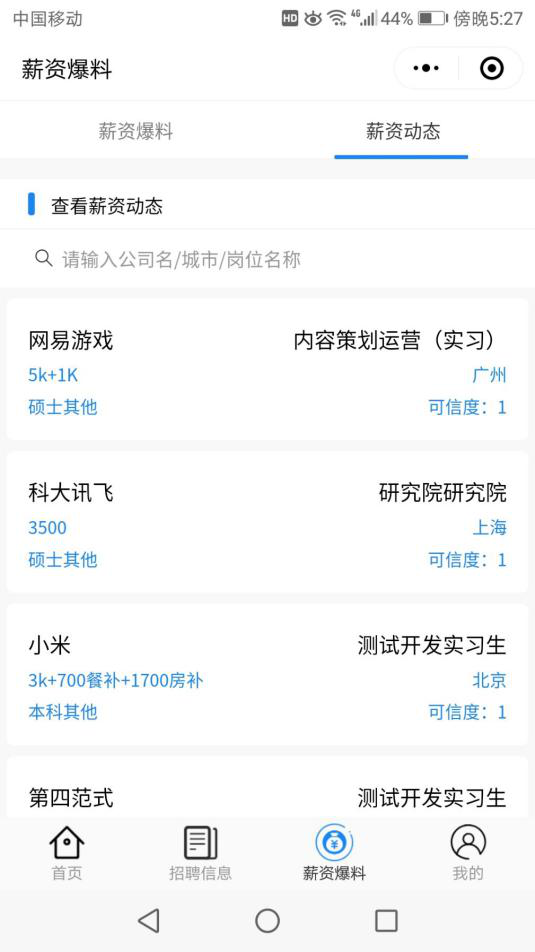 中国移动 HD 4G 44% 傍晚5:27
薪资爆料
薪资爆料 薪资动态
查看薪资动态
请输入公司名/城市/岗位名称
网易游戏 内容策划运营（实习）
5k+1K 广州
硕士其他 可信度：1
科大讯飞 研究院研究院
3500 上海
硕士其他 可信度：1
小米 测试开发实习生
3k+700餐补+1700房补 北京
本科其他 可信度：1
第四范式 测试开发实习生
首页 招聘信息 薪资爆料 我的